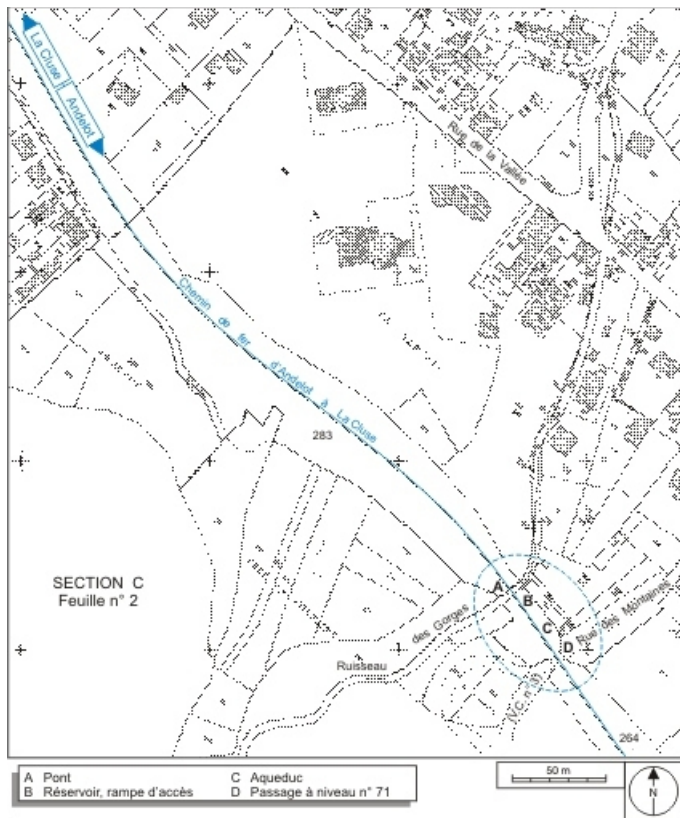 La Cluse
Andelot
Rue de la Vallée
Chemin de fer d'Andelot à La Cluse
283
SECTION C
Feuille n° 2
A
B
C
D
Rue des Montaines
des Gorges
Ruisseau
264
A Pont
B Réservoir, rampe d'accès
C Aqueduc
D Passage à niveau n° 71
50 m
N